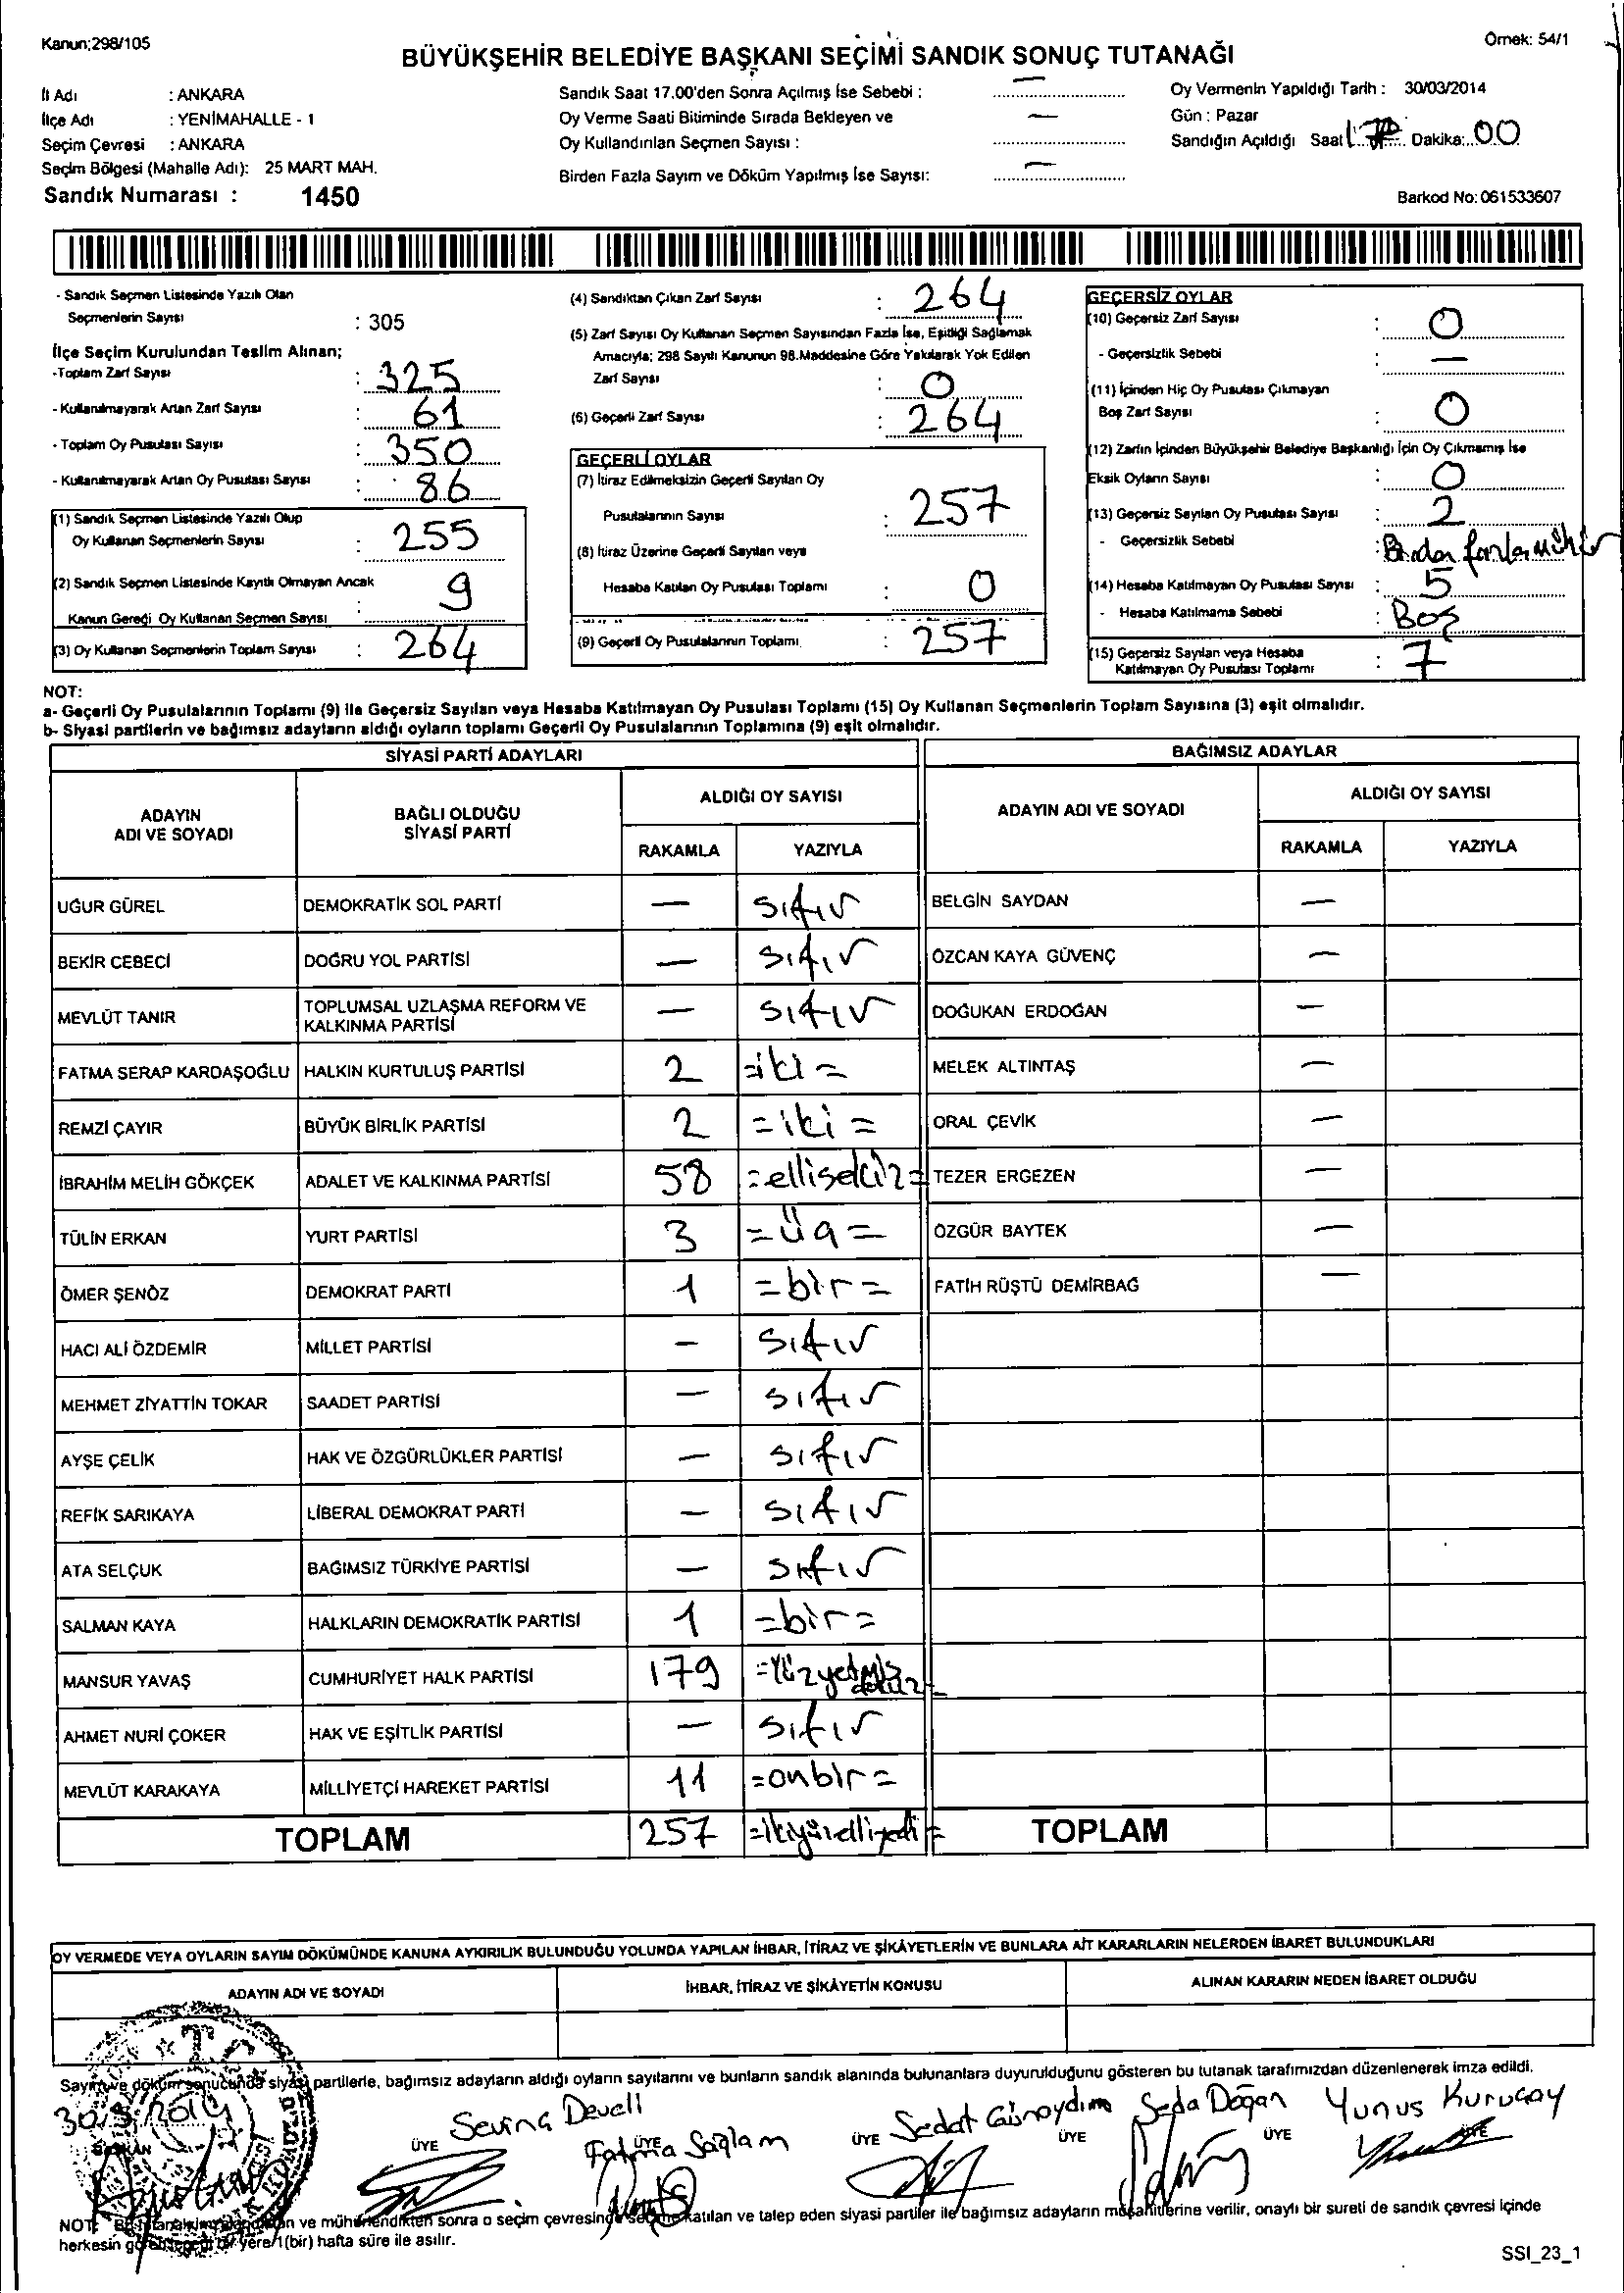 Kanun;298/105
Örnek: 54/1
BÜYÜKŞEHİR BELEDİYE BAŞKANI SEÇİMİ SANDIK SONUÇ TUTANAĞI
İl Adı : ANKARA
İlçe Adı : YENİMAHALLE - 1
Seçim Çevresi : ANKARA
Seçim Bölgesi (Mahalle Adı): 25 MART MAH.
Sandık Numarası : 1450
Sandık Saat 17.00'den Sonra Açılmış İse Sebebi : —
Oy Verme Saati Bitiminde Sırada Bekleyen ve —
Oy Kullandırılan Seçmen Sayısı :
Birden Fazla Sayım ve Döküm Yapılmış İse Sayısı: —
Oy Vermenin Yapıldığı Tarih : 30/03/2014
Gün : Pazar
Sandığın Açıldığı Saat 17 Dakika: 00
Barkod No: 061533607
- Sandık Seçmen Listesinde Yazılı Olan
Seçmenlerin Sayısı : 305
İlçe Seçim Kurulundan Teslim Alınan;
-Toplam Zarf Sayısı : 325
- Kullanılmayarak Artan Zarf Sayısı : 61
- Toplam Oy Pusulası Sayısı : 350
- Kullanılmayarak Artan Oy Pusulası Sayısı : 86
(1) Sandık Seçmen Listesinde Yazılı Olup
Oy Kullanan Seçmenlerin Sayısı : 255
(2) Sandık Seçmen Listesinde Kayıtlı Olmayan Ancak
Kanun Gereği Oy Kullanan Seçmen Sayısı : 9
(3) Oy Kullanan Seçmenlerin Toplam Sayısı : 264
(4) Sandıktan Çıkan Zarf Sayısı : 264
(5) Zarf Sayısı Oy Kullanan Seçmen Sayısından Fazla İse, Eşitliği Sağlamak
Amacıyla; 298 Sayılı Kanunun 98.Maddesine Göre Yakılarak Yok Edilen
Zarf Sayısı : 0
(6) Geçerli Zarf Sayısı : 264
GEÇERLİ OYLAR
(7) İtiraz Edilmeksizin Geçerli Sayılan Oy
Pusulalarının Sayısı : 257
(8) İtiraz Üzerine Geçerli Sayılan veya
Hesaba Katılan Oy Pusulası Toplamı : 0
(9) Geçerli Oy Pusulalarının Toplamı : 257
GEÇERSİZ OYLAR
(10) Geçersiz Zarf Sayısı : 0
- Geçersizlik Sebebi : —
(11) İçinden Hiç Oy Pusulası Çıkmayan
Boş Zarf Sayısı : 0
(12) Zarfın İçinden Büyükşehir Belediye Başkanlığı İçin Oy Çıkmamış İse
Eksik Oyların Sayısı : 0
(13) Geçersiz Sayılan Oy Pusulası Sayısı : 2
- Geçersizlik Sebebi : Birden fazla mühür
(14) Hesaba Katılmayan Oy Pusulası Sayısı : 5
- Hesaba Katılmama Sebebi : Boş
(15) Geçersiz Sayılan veya Hesaba
Katılmayan Oy Pusulası Toplamı : 7
NOT:
a- Geçerli Oy Pusulalarının Toplamı (9) ile Geçersiz Sayılan veya Hesaba Katılmayan Oy Pusulası Toplamı (15) Oy Kullanan Seçmenlerin Toplam Sayısına (3) eşit olmalıdır.
b- Siyasi partilerin ve bağımsız adayların aldığı oyların toplamı Geçerli Oy Pusulalarının Toplamına (9) eşit olmalıdır.
SİYASİ PARTİ ADAYLARI
BAĞIMSIZ ADAYLAR
ADAYIN
ADI VE SOYADI
BAĞLI OLDUĞU
SİYASİ PARTİ
ALDIĞI OY SAYISI
RAKAMLA YAZIYLA
ADAYIN ADI VE SOYADI
ALDIĞI OY SAYISI
RAKAMLA YAZIYLA
UĞUR GÜREL DEMOKRATİK SOL PARTİ — sıfır BELGİN SAYDAN —
BEKİR CEBECİ DOĞRU YOL PARTİSİ — sıfır ÖZCAN KAYA GÜVENÇ —
MEVLÜT TANIR TOPLUMSAL UZLAŞMA REFORM VE KALKINMA PARTİSİ — sıfır DOĞUKAN ERDOĞAN —
FATMA SERAP KARDAŞOĞLU HALKIN KURTULUŞ PARTİSİ 2 =iki= MELEK ALTINTAŞ —
REMZİ ÇAYIR BÜYÜK BİRLİK PARTİSİ 2 =iki= ORAL ÇEVİK —
İBRAHİM MELİH GÖKÇEK ADALET VE KALKINMA PARTİSİ 58 =ellisekiz= TEZER ERGEZEN —
TÜLİN ERKAN YURT PARTİSİ 3 =üç= ÖZGÜR BAYTEK —
ÖMER ŞENÖZ DEMOKRAT PARTİ 1 =bir= FATİH RÜŞTÜ DEMİRBAĞ —
HACI ALİ ÖZDEMİR MİLLET PARTİSİ — sıfır
MEHMET ZİYATTİN TOKAR SAADET PARTİSİ — sıfır
AYŞE ÇELİK HAK VE ÖZGÜRLÜKLER PARTİSİ — sıfır
REFİK SARIKAYA LİBERAL DEMOKRAT PARTİ — sıfır
ATA SELÇUK BAĞIMSIZ TÜRKİYE PARTİSİ — sıfır
SALMAN KAYA HALKLARIN DEMOKRATİK PARTİSİ 1 =bir=
MANSUR YAVAŞ CUMHURİYET HALK PARTİSİ 179 =Yüzyetmiş dokuz=
AHMET NURİ ÇOKER HAK VE EŞİTLİK PARTİSİ — sıfır
MEVLÜT KARAKAYA MİLLİYETÇİ HAREKET PARTİSİ 11 =onbir=
TOPLAM 257 =ikiyüzelliyedi= TOPLAM
OY VERMEDE VEYA OYLARIN SAYIM DÖKÜMÜNDE KANUNA AYKIRILIK BULUNDUĞU YOLUNDA YAPILAN İHBAR, İTİRAZ VE ŞİKÂYETLERİN VE BUNLARA AİT KARARLARIN NELERDEN İBARET BULUNDUKLARI
ADAYIN ADI VE SOYADI İHBAR, İTİRAZ VE ŞİKÂYETİN KONUSU ALINAN KARARIN NEDEN İBARET OLDUĞU
Sayım ve döküm sonucunda siyasi partilerle, bağımsız adayların aldığı oyların sayılarını ve bunların sandık alanında bulunanlara duyurulduğunu gösteren bu tutanak tarafımızdan düzenlenerek imza edildi.
30.3.2014
BAŞKAN
ÜYE Sevinç Develi
ÜYE Fatma Sağlam
ÜYE Sedat Günaydın
ÜYE Seda Doğan
ÜYE Yunus Kuruçay
ÜYE
NOT: Bu tutanak ve mühürlendikten sonra o seçim çevresinde seçime katılan ve talep eden siyasi partiler ile bağımsız adayların müşahitlerine verilir, onaylı bir sureti de sandık çevresi içinde
herkesin görebileceği bir yere 1(bir) hafta süre ile asılır.
SSI_23_1